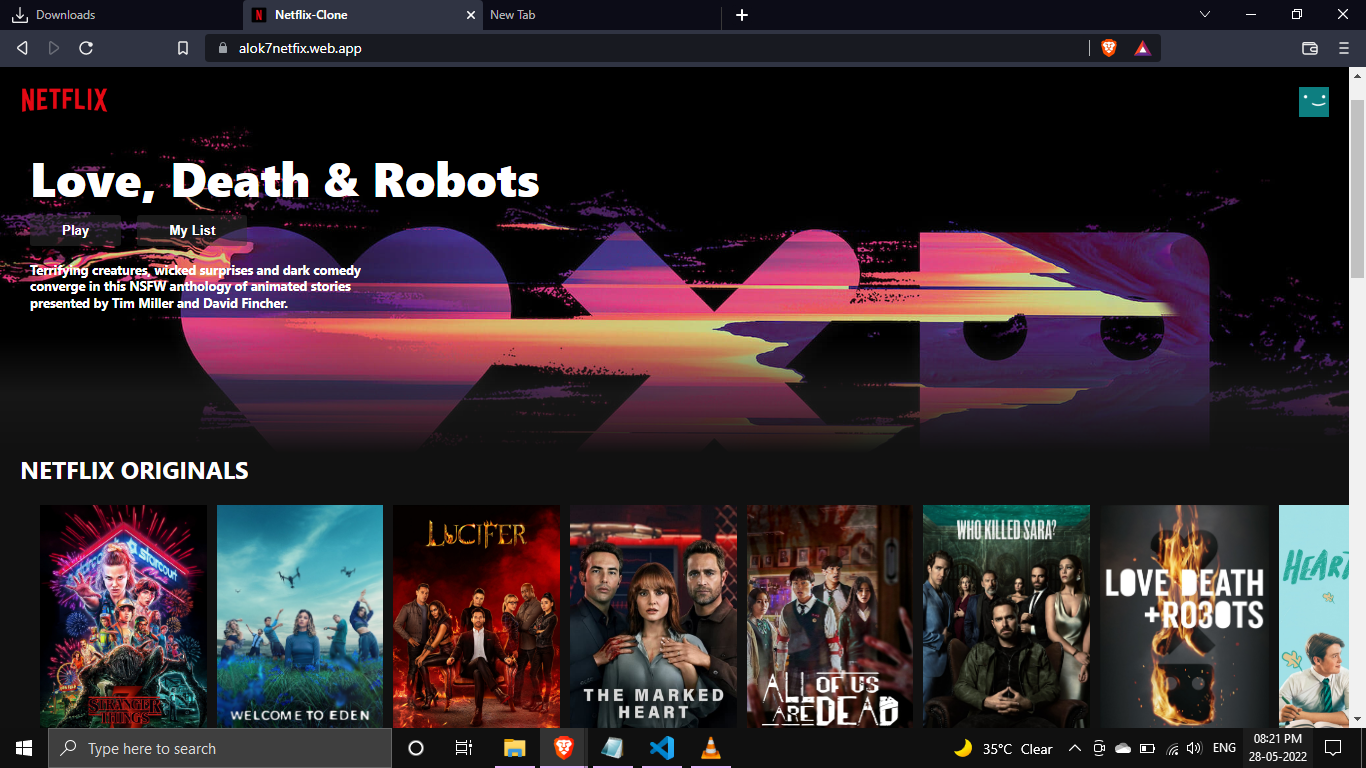 Downloads
Netflix-Clone
New Tab
alok7netfix.web.app
NETFLIX
Love, Death & Robots
Play
My List
Terrifying creatures, wicked surprises and dark comedy
converge in this NSFW anthology of animated stories
presented by Tim Miller and David Fincher.
NETFLIX ORIGINALS
STRANGER
THINGS
WELCOME TO EDEN
LUCIFER
THE MARKED
HEART
ALL OF US
ARE DEAD
WHO KILLED SARA?
LOVE DEATH
+RO3OTS
HEART
Type here to search
35°C Clear
ENG
08:21 PM
28-05-2022